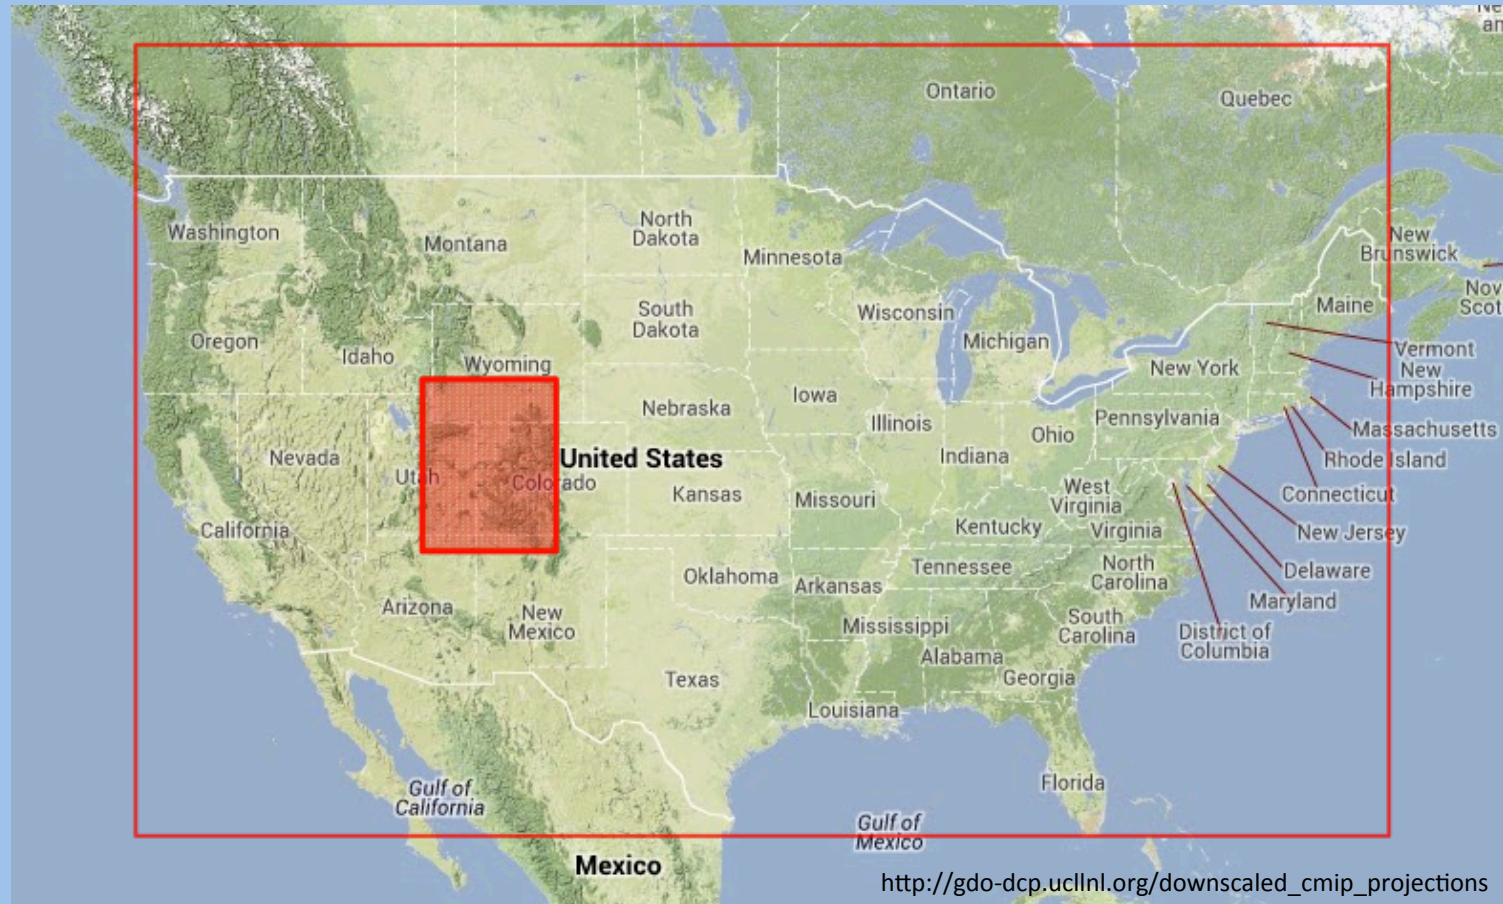 Ne
an
Ontario
Quebec
Washington
Montana
North
Dakota
Minnesota
New
Brunswick
Nov
Scot
Oregon
Idaho
Wyoming
South
Dakota
Wisconsin
Michigan
Maine
Vermont
New York
New
Hampshire
Nebraska
Iowa
Illinois
Pennsylvania
Massachusetts
Nevada
Utah
Colorado
United States
Kansas
Missouri
Indiana
Ohio
Rhode Island
West
Virginia
Connecticut
California
Kentucky
Virginia
New Jersey
Oklahoma
Arkansas
Tennessee
North
Carolina
Delaware
Maryland
Arizona
New
Mexico
Mississippi
South
Carolina
District of
Columbia
Alabama
Georgia
Texas
Louisiana
Gulf of
California
Florida
Gulf of
Mexico
Mexico
http://gdo-dcp.ucllnl.org/downscaled_cmip_projections